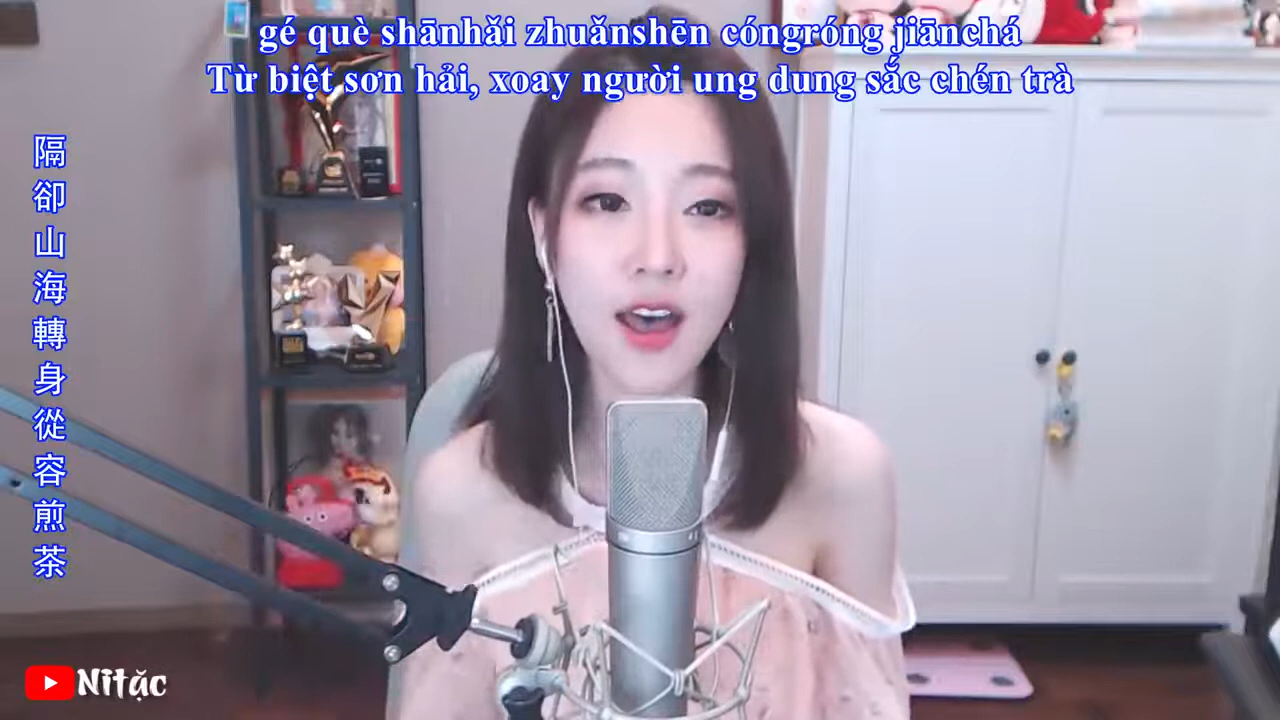 gé què shānhǎi zhuǎnshēn cóngróng jiānchá
Từ biệt sơn hải, xoay người ung dung sắc chén trà
隔卻山海轉身從容煎茶
Nitặc